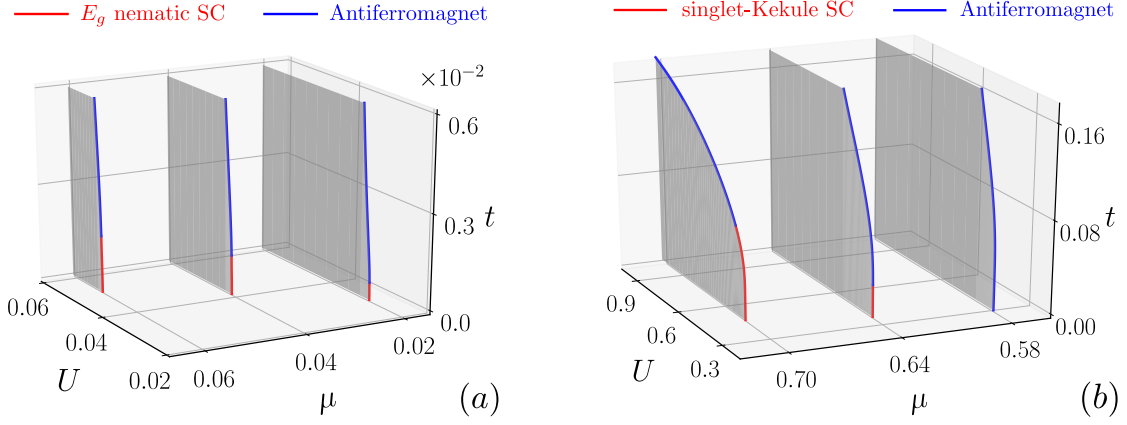 E_g nematic SC Antiferromagnet
×10⁻²
0.6
0.3
t
0.0
0.06
0.04
0.02
U
0.06
0.04
0.02
μ
(a)
singlet-Kekule SC Antiferromagnet
0.16
0.08
t
0.00
0.9
0.6
0.3
U
0.70
0.64
0.58
μ
(b)